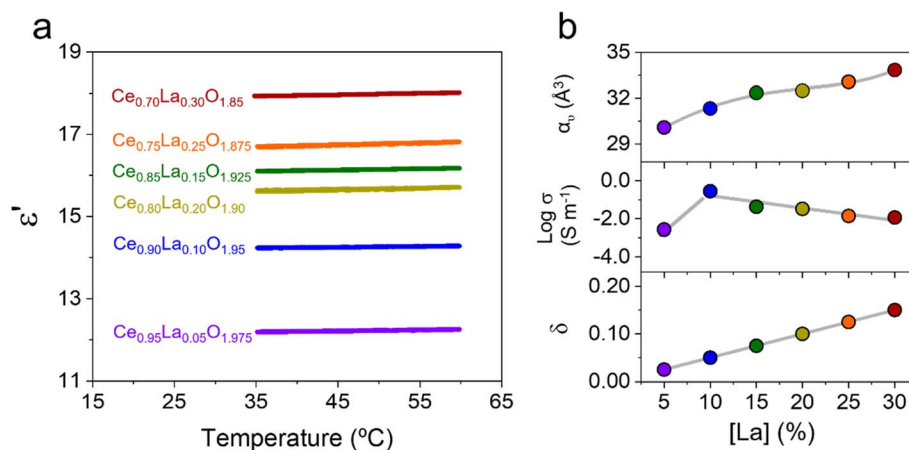 a
19
17
15
13
11
ε'
Ce0.70La0.30O1.85
Ce0.75La0.25O1.875
Ce0.85La0.15O1.925
Ce0.80La0.20O1.90
Ce0.90La0.10O1.95
Ce0.95La0.05O1.975
15 25 35 45 55 65
Temperature (ºC)
b
35
32
29
αᵨ (Å³)
0.0
-2.0
-4.0
Log σ
(S m⁻¹)
0.20
0.10
0.00
δ
5 10 15 20 25 30
[La] (%)